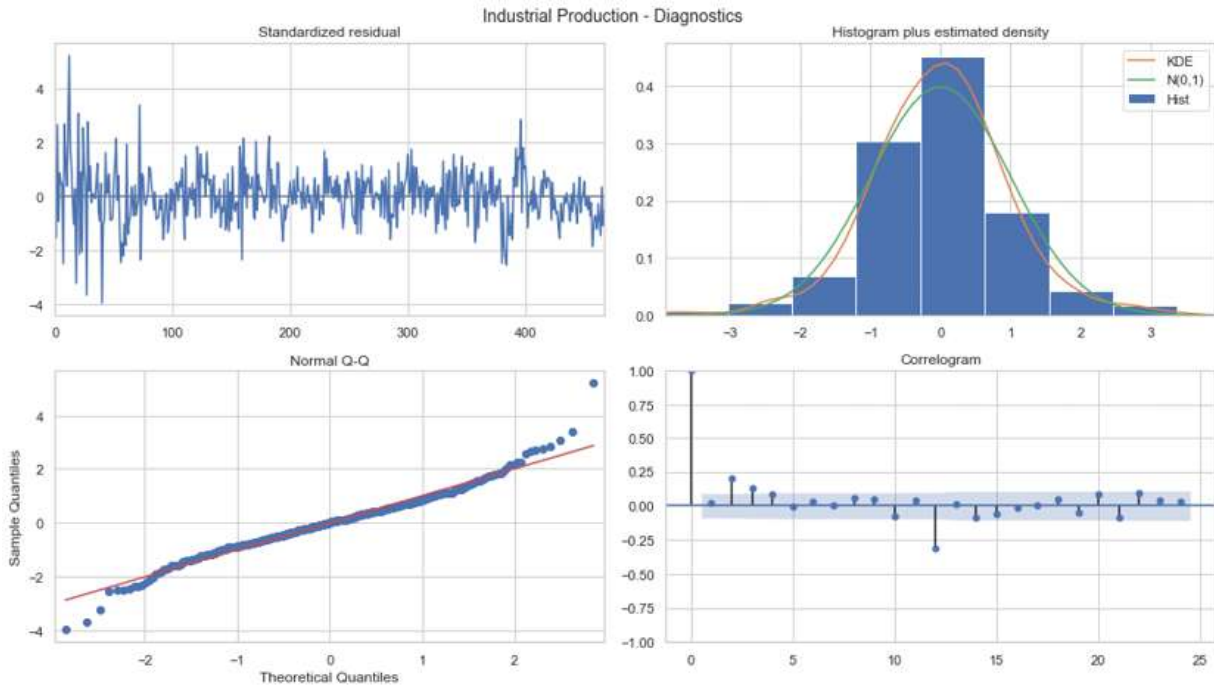 Industrial Production - Diagnostics
Standardized residual
4
2
0
−2
−4
0 100 200 300 400
Histogram plus estimated density
KDE
N(0,1)
Hist
0.4
0.3
0.2
0.1
0.0
−3 −2 −1 0 1 2 3
Normal Q-Q
Sample Quantiles
4
2
0
−2
−4
−2 −1 0 1 2
Theoretical Quantiles
Correlogram
1.00
0.75
0.50
0.25
0.00
−0.25
−0.50
−0.75
−1.00
0 5 10 15 20 25